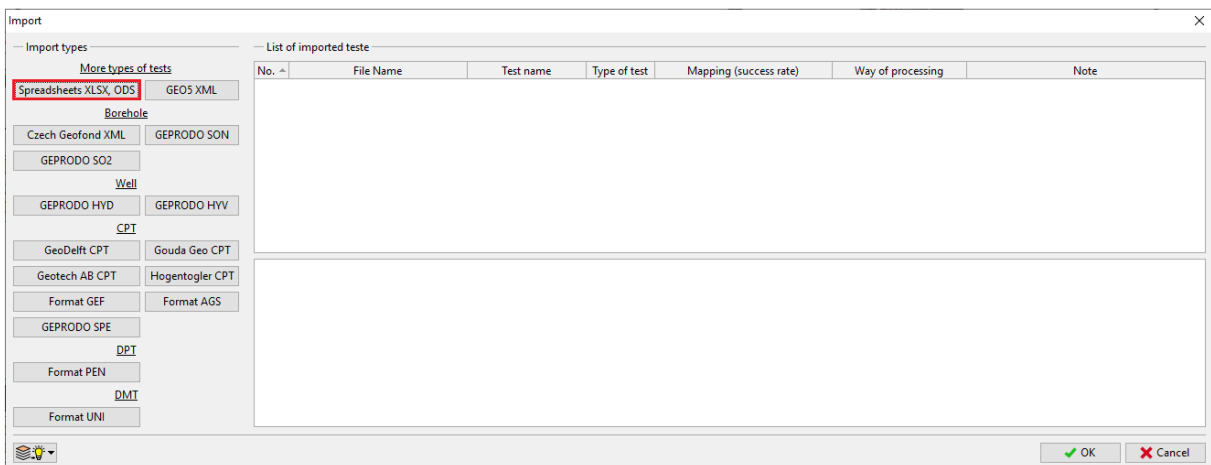 Import
Import types
More types of tests
Spreadsheets XLSX, ODS
GEO5 XML
Borehole
Czech Geofond XML
GEPRODO SON
GEPRODO SO2
Well
GEPRODO HYD
GEPRODO HYV
CPT
GeoDelft CPT
Gouda Geo CPT
Geotech AB CPT
Hogentogler CPT
Format GEF
Format AGS
GEPRODO SPE
DPT
Format PEN
DMT
Format UNI
List of imported teste
No. File Name Test name Type of test Mapping (success rate) Way of processing Note
OK Cancel